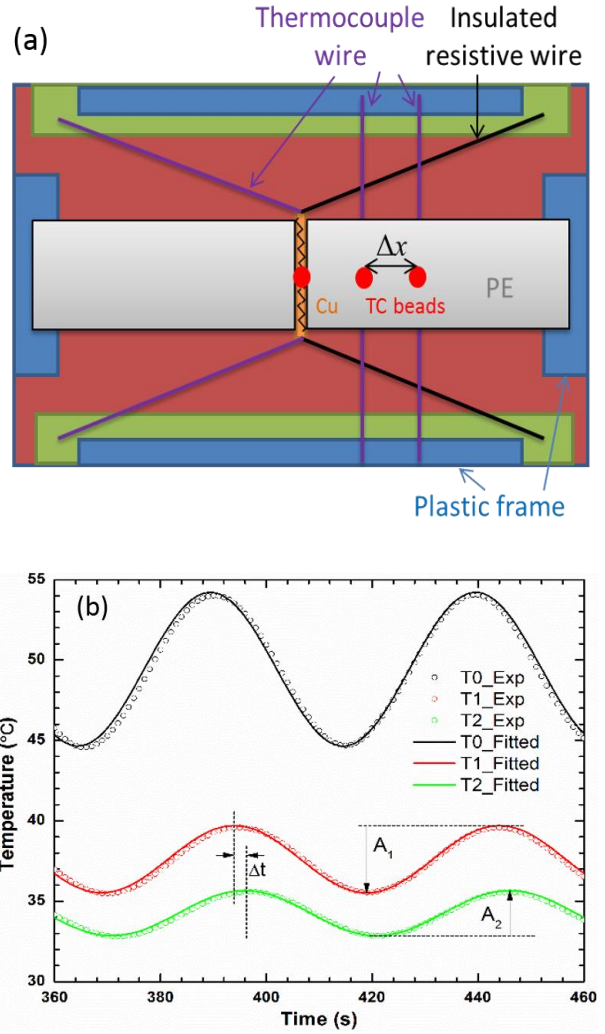 (a)
Thermocouple
wire
Insulated
resistive wire
Δx
PE
Cu
TC beads
Plastic frame
(b)
55
50
45
40
35
30
Temperature (°C)
T0_Exp
T1_Exp
T2_Exp
T0_Fitted
T1_Fitted
T2_Fitted
Δt
A1
A2
360 380 400 420 440 460
Time (s)